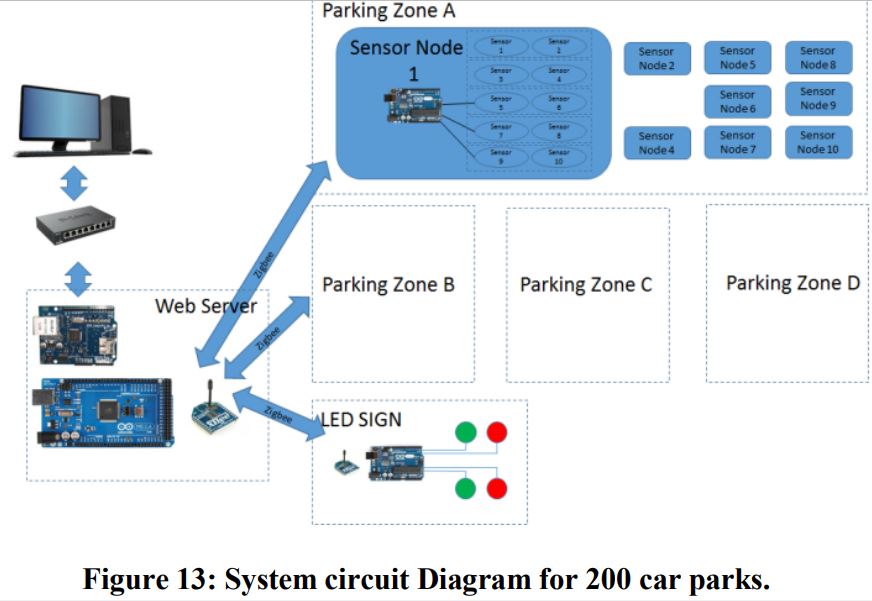 Parking Zone A
Sensor Node
1
Sensor
1
Sensor
2
Sensor
3
Sensor
4
Sensor
5
Sensor
6
Sensor
7
Sensor
8
Sensor
9
Sensor
10
Sensor
Node 2
Sensor
Node 5
Sensor
Node 8
Sensor
Node 6
Sensor
Node 9
Sensor
Node 4
Sensor
Node 7
Sensor
Node 10
Zigbee
Parking Zone B
Parking Zone C
Parking Zone D
Web Server
Zigbee
Zigbee
LED SIGN
Figure 13: System circuit Diagram for 200 car parks.